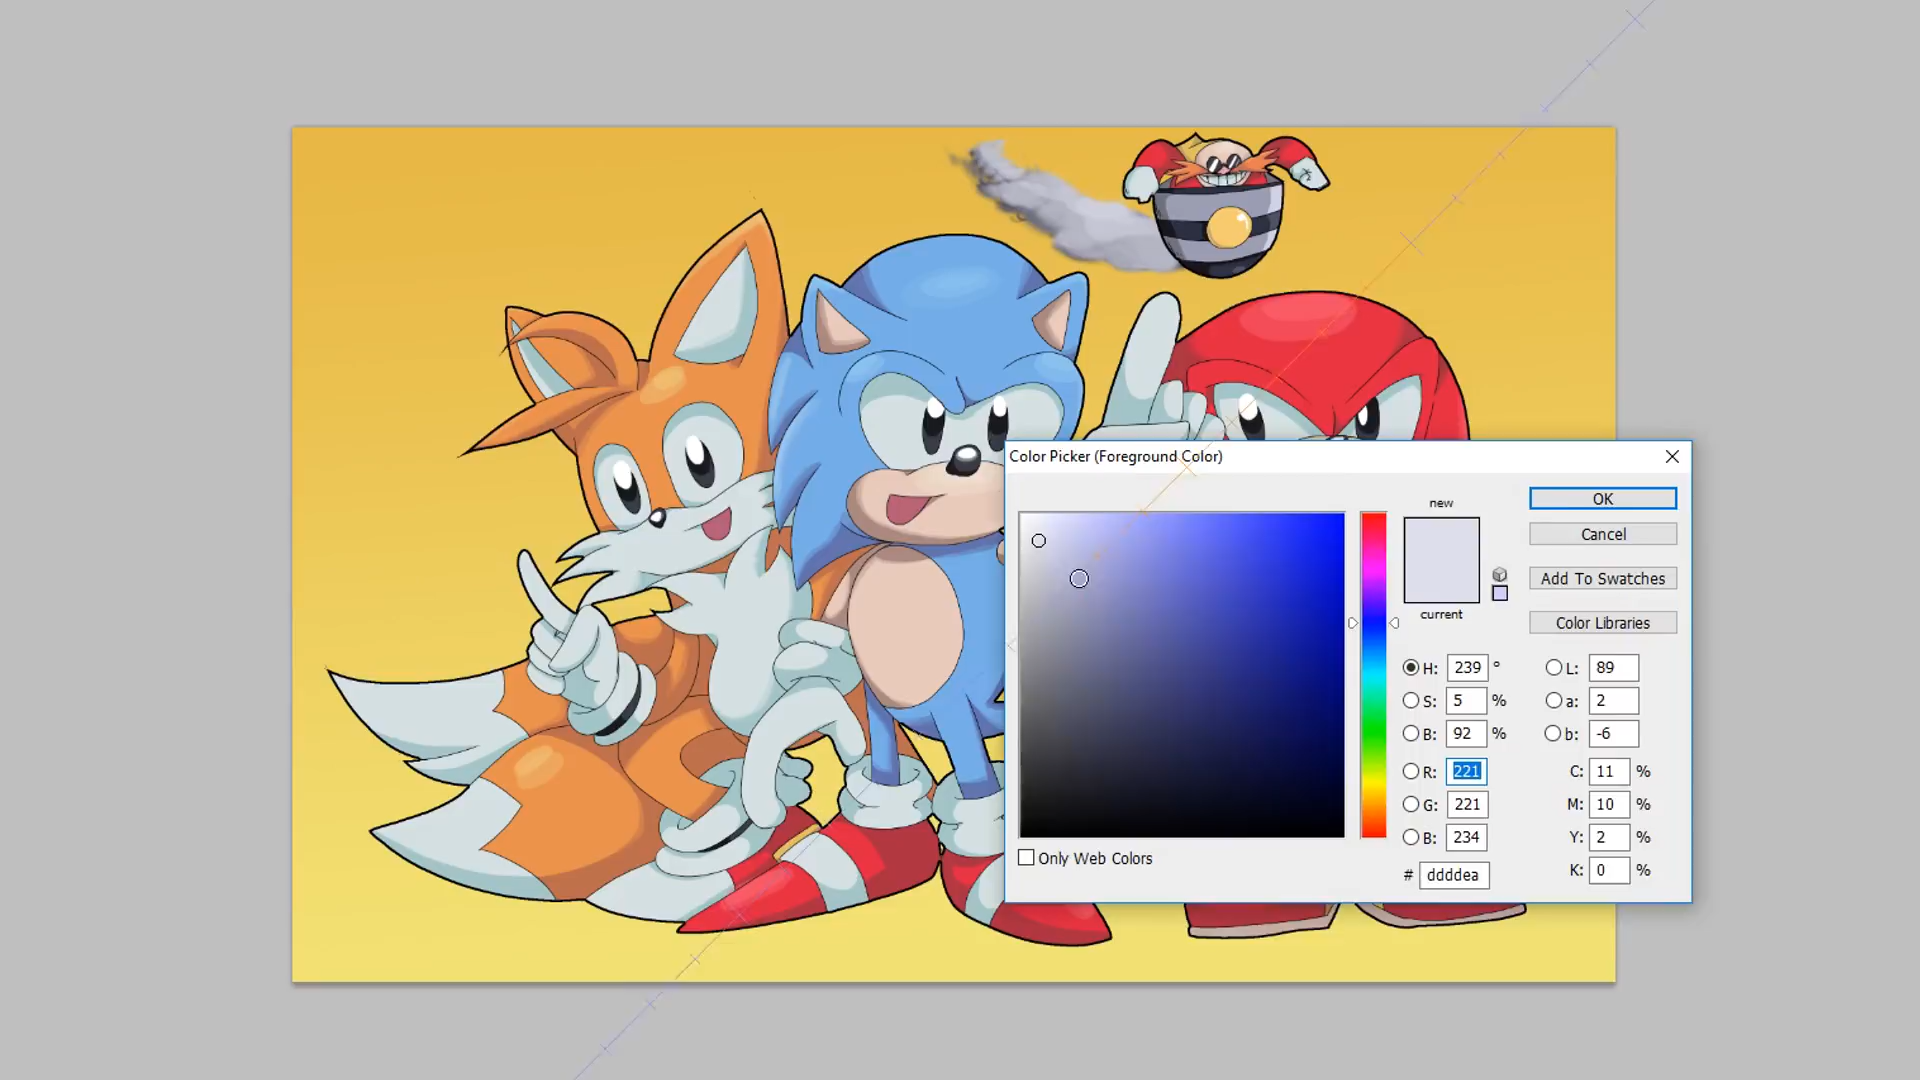 Color Picker (Foreground Color)
new
current
OK
Cancel
Add To Swatches
Color Libraries
H: 239 °
S: 5 %
B: 92 %
R: 221
G: 221
B: 234
# ddddea
L: 89
a: 2
b: -6
C: 11 %
M: 10 %
Y: 2 %
K: 0 %
Only Web Colors